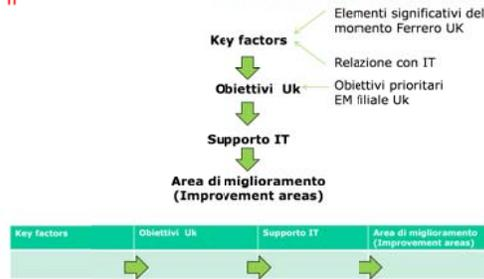 Elementi significativi del
momento Ferrero UK
Key factors
Relazione con IT
Obiettivi Uk
Obiettivi prioritari
EM filiale Uk
Supporto IT
Area di miglioramento
(Improvement areas)
Key factors
Obiettivi Uk
Supporto IT
Area di miglioramento
(Improvement areas)